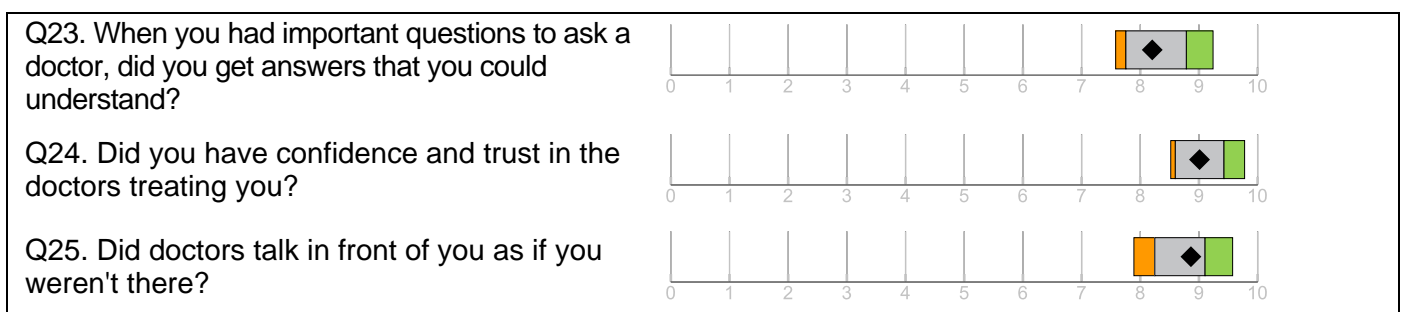 Q23. When you had important questions to ask a
doctor, did you get answers that you could
understand?
0 1 2 3 4 5 6 7 8 9 10
Q24. Did you have confidence and trust in the
doctors treating you?
0 1 2 3 4 5 6 7 8 9 10
Q25. Did doctors talk in front of you as if you
weren't there?
0 1 2 3 4 5 6 7 8 9 10